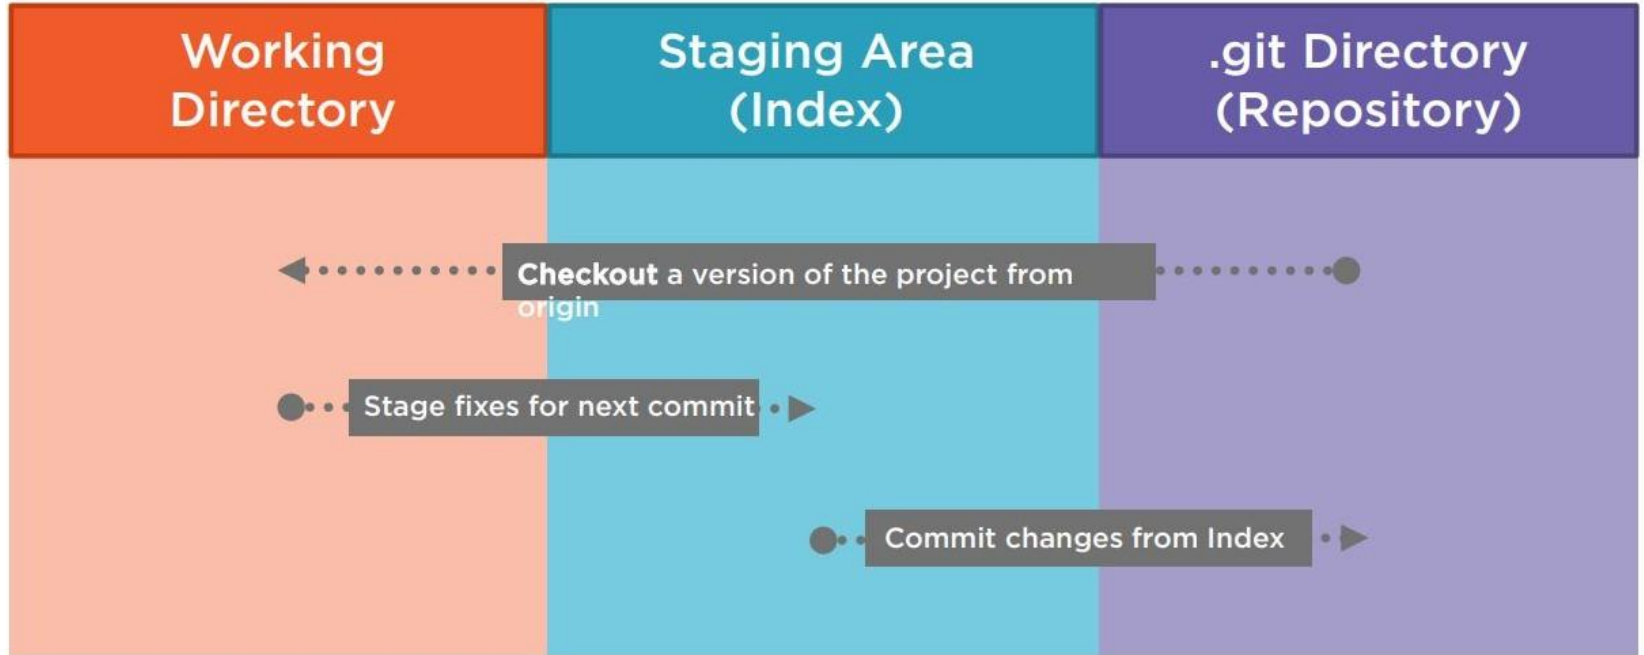 Working
Directory
Staging Area
(Index)
.git Directory
(Repository)
Checkout a version of the project from
origin
Stage fixes for next commit
Commit changes from Index